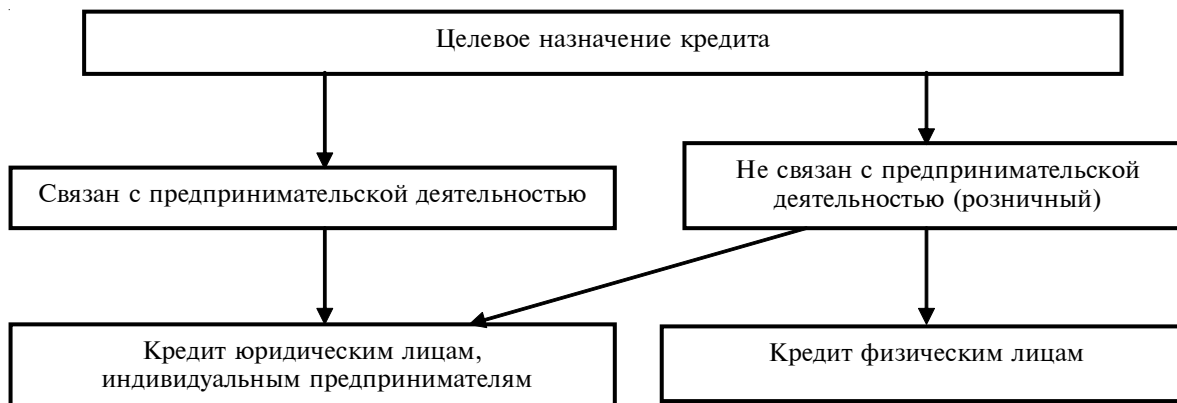 Целевое назначение кредита
Связан с предпринимательской деятельностью
Не связан с предпринимательской
деятельностью (розничный)
Кредит юридическим лицам,
индивидуальным предпринимателям
Кредит физическим лицам